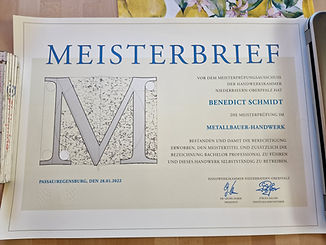 MEISTERBRIEF
M
VOR DEM MEISTERPRÜFUNGSAUSSCHUSS
DER HANDWERKSKAMMER
NIEDERBAYERN OBERPFALZ HAT
BENEDICT SCHMIDT
DIE MEISTERPRÜFUNG IM
METALLBAUER-HANDWERK
BESTANDEN UND DAMIT DIE BERECHTIGUNG
ERWORBEN, DEN MEISTERTITEL UND ZUSÄTZLICH DIE
BEZEICHNUNG BACHELOR PROFESSIONAL ZU FÜHREN
UND DIESES HANDWERK SELBSTSTÄNDIG ZU BETREIBEN.
PASSAU/REGENSBURG, DEN 28.01.2022
HANDWERKSKAMMER NIEDERBAYERN OBERPFALZ